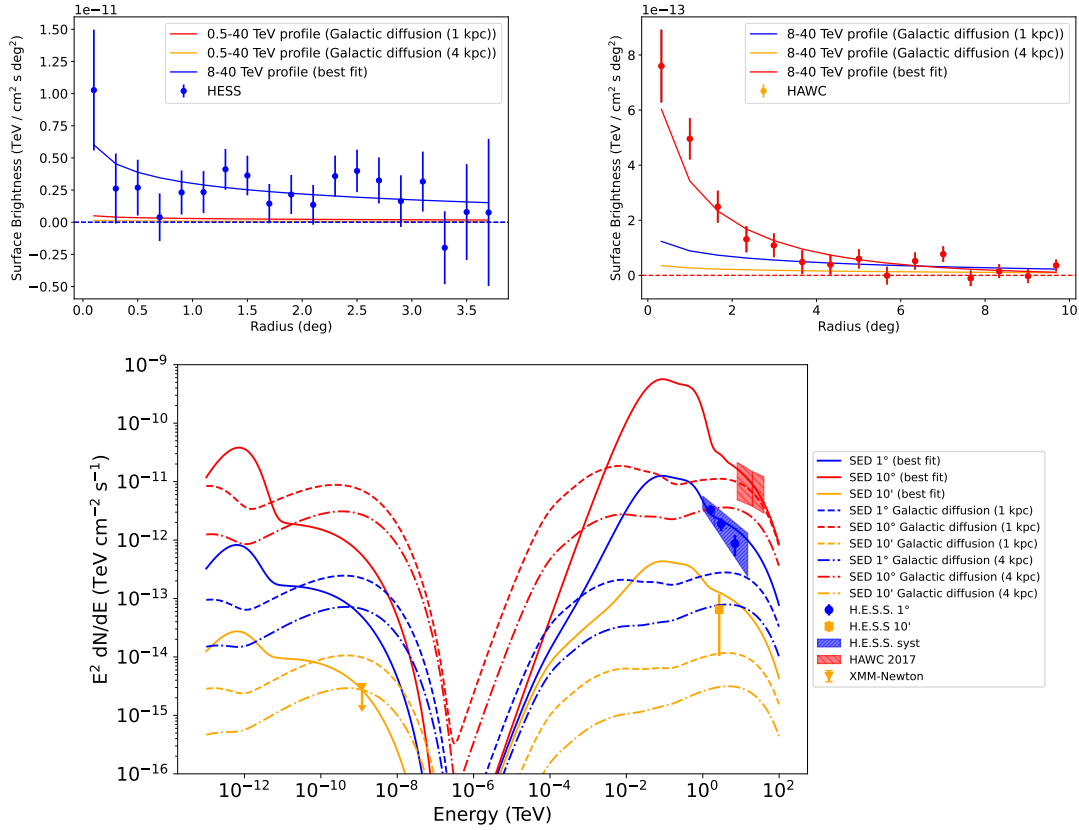 1e−11
1.50
1.25
1.00
0.75
0.50
0.25
0.00
−0.25
−0.50
Surface Brightness (TeV / cm² s deg²)
0.5-40 TeV profile (Galactic diffusion (1 kpc))
0.5-40 TeV profile (Galactic diffusion (4 kpc))
8-40 TeV profile (best fit)
HESS
0.0 0.5 1.0 1.5 2.0 2.5 3.0 3.5
Radius (deg)
1e−13
8
6
4
2
0
Surface Brightness (TeV / cm² s deg²)
8-40 TeV profile (Galactic diffusion (1 kpc))
8-40 TeV profile (Galactic diffusion (4 kpc))
8-40 TeV profile (best fit)
HAWC
0 2 4 6 8 10
Radius (deg)
10⁻⁹
10⁻¹⁰
10⁻¹¹
10⁻¹²
10⁻¹³
10⁻¹⁴
10⁻¹⁵
10⁻¹⁶
E² dN/dE (TeV cm⁻² s⁻¹)
10⁻¹² 10⁻¹⁰ 10⁻⁸ 10⁻⁶ 10⁻⁴ 10⁻² 10⁰ 10²
Energy (TeV)
SED 1° (best fit)
SED 10° (best fit)
SED 10' (best fit)
SED 1° Galactic diffusion (1 kpc)
SED 10° Galactic diffusion (1 kpc)
SED 10' Galactic diffusion (1 kpc)
SED 1° Galactic diffusion (4 kpc)
SED 10° Galactic diffusion (4 kpc)
SED 10' Galactic diffusion (4 kpc)
H.E.S.S. 1°
H.E.S.S 10'
H.E.S.S. syst
HAWC 2017
XMM-Newton